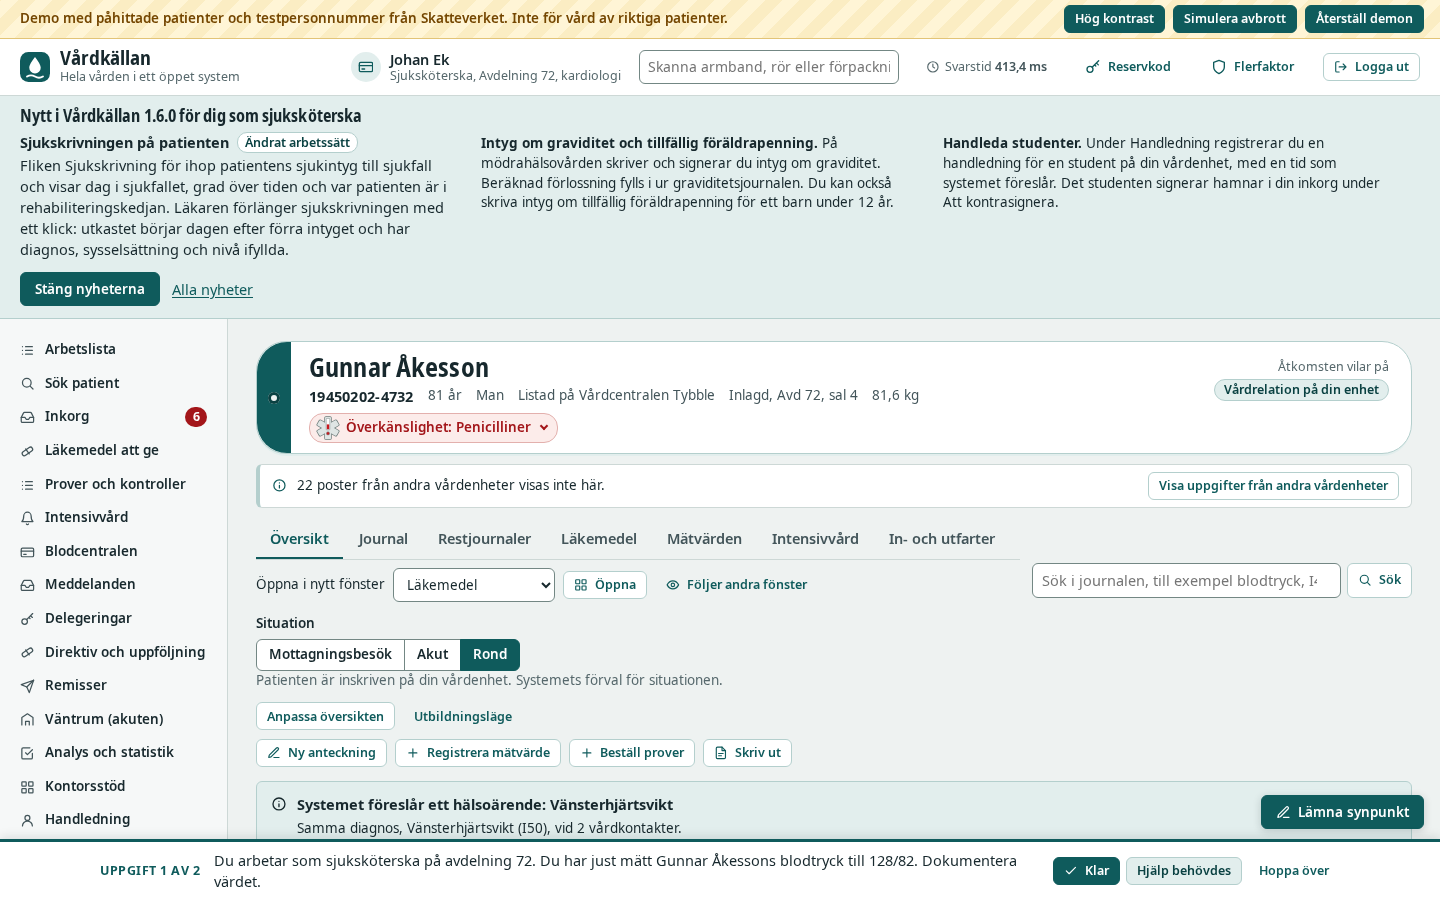 Demo med påhittade patienter och testpersonnummer från Skatteverket. Inte för vård av riktiga patienter.
Hög kontrast
Simulera avbrott
Återställ demon
Vårdkällan
Hela vården i ett öppet system
Johan Ek
Sjuksköterska, Avdelning 72, kardiologi
Skanna armband, rör eller förpackni
Svarstid 413,4 ms
Reservkod
Flerfaktor
Logga ut
Nytt i Vårdkällan 1.6.0 för dig som sjuksköterska
Sjukskrivningen på patienten Ändrat arbetssätt
Fliken Sjukskrivning för ihop patientens sjukintyg till sjukfall
och visar dag i sjukfallet, grad över tiden och var patienten är i
rehabiliteringskedjan. Läkaren förlänger sjukskrivningen med
ett klick: utkastet börjar dagen efter förra intyget och har
diagnos, sysselsättning och nivå ifyllda.
Intyg om graviditet och tillfällig föräldrapenning. På
mödrahälsovården skriver och signerar du intyg om graviditet.
Beräknad förlossning fylls i ur graviditetsjournalen. Du kan också
skriva intyg om tillfällig föräldrapenning för ett barn under 12 år.
Handleda studenter. Under Handledning registrerar du en
handledning för en student på din vårdenhet, med en tid som
systemet föreslår. Det studenten signerar hamnar i din inkorg under
Att kontrasignera.
Stäng nyheterna
Alla nyheter
Arbetslista
Sök patient
Inkorg 6
Läkemedel att ge
Prover och kontroller
Intensivvård
Blodcentralen
Meddelanden
Delegeringar
Direktiv och uppföljning
Remisser
Väntrum (akuten)
Analys och statistik
Kontorsstöd
Handledning
Gunnar Åkesson
19450202-4732 81 år Man Listad på Vårdcentralen Tybble Inlagd, Avd 72, sal 4 81,6 kg
Överkänslighet: Penicilliner
Åtkomsten vilar på
Vårdrelation på din enhet
22 poster från andra vårdenheter visas inte här.
Visa uppgifter från andra vårdenheter
Översikt
Journal
Restjournaler
Läkemedel
Mätvärden
Intensivvård
In- och utfarter
Öppna i nytt fönster
Läkemedel
Öppna
Följer andra fönster
Sök i journalen, till exempel blodtryck, I4
Sök
Situation
Mottagningsbesök
Akut
Rond
Patienten är inskriven på din vårdenhet. Systemets förval för situationen.
Anpassa översikten
Utbildningsläge
Ny anteckning
Registrera mätvärde
Beställ prover
Skriv ut
Systemet föreslår ett hälsoärende: Vänsterhjärtsvikt
Samma diagnos, Vänsterhjärtsvikt (I50), vid 2 vårdkontakter.
Lämna synpunkt
UPPGIFT 1 AV 2
Du arbetar som sjuksköterska på avdelning 72. Du har just mätt Gunnar Åkessons blodtryck till 128/82. Dokumentera
värdet.
Klar
Hjälp behövdes
Hoppa över